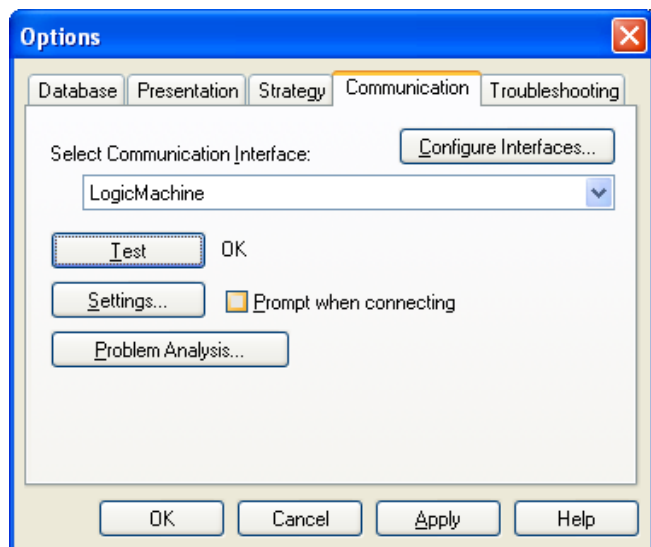 Options
Database Presentation Strategy Communication Troubleshooting
Select Communication Interface: Configure Interfaces...
LogicMachine
Test OK
Settings... Prompt when connecting
Problem Analysis...
OK Cancel Apply Help